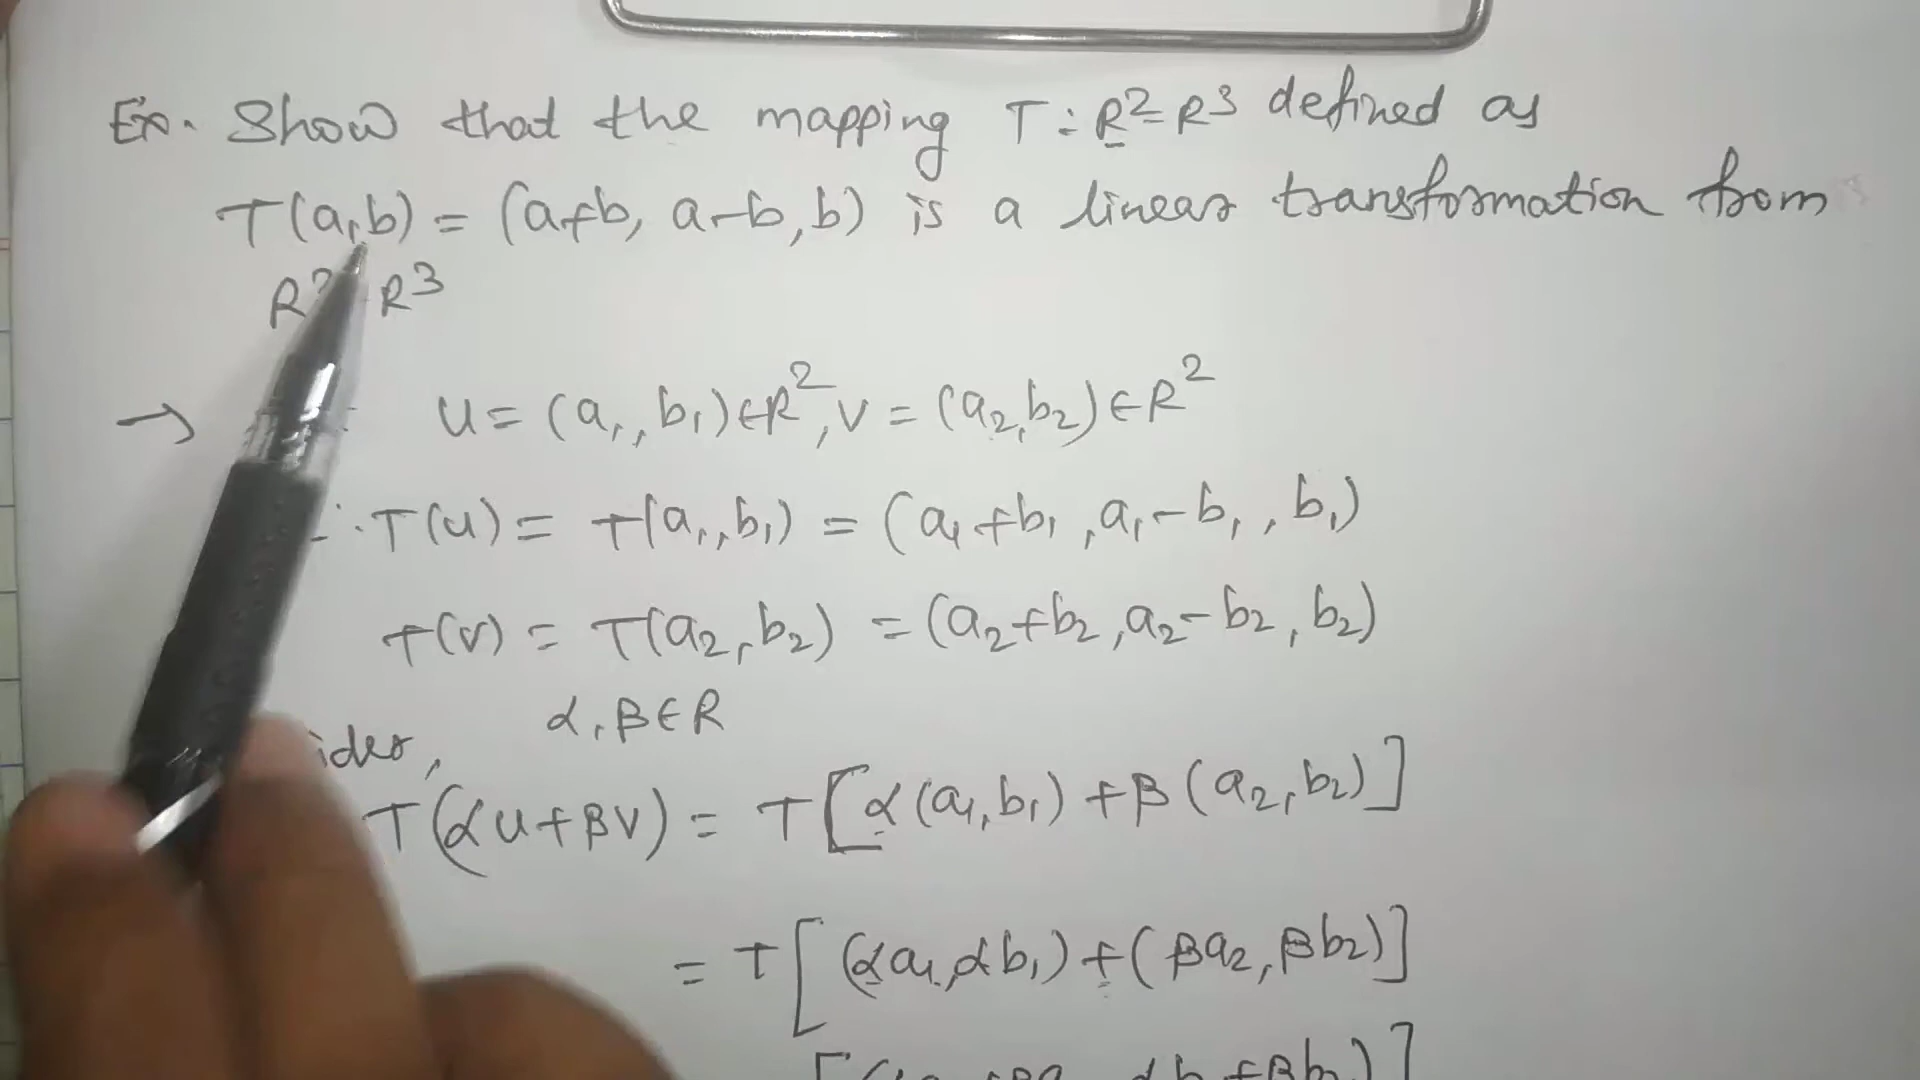 Ex. Show that the mapping T: R²=R³ defined as
T(a,b) = (a+b, a-b, b) is a linear transformation from
R² R³
→ u = (a₁, b₁) ∈ R², v = (a₂, b₂) ∈ R²
∴ T(u) = T(a₁, b₁) = (a₁+b₁, a₁-b₁, b₁)
T(v) = T(a₂, b₂) = (a₂+b₂, a₂-b₂, b₂)
α, β ∈ R
T(αu+βv) = T[α(a₁,b₁)+β(a₂,b₂)]
= T[(αa₁,αb₁)+(βa₂,βb₂)]